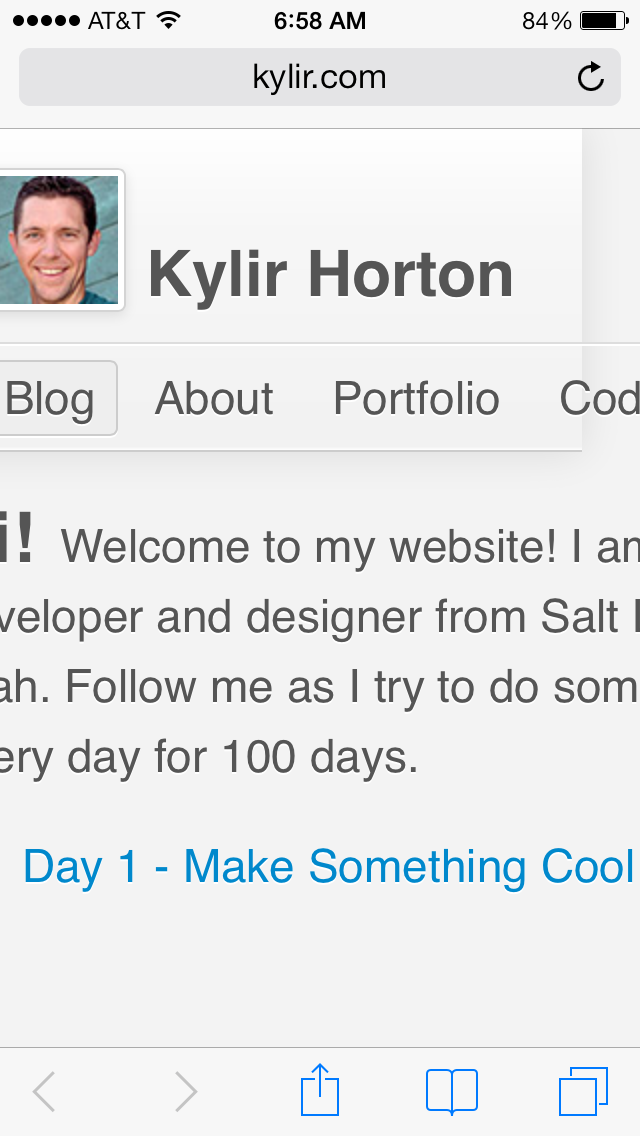 AT&T 6:58 AM 84%
kylir.com
Kylir Horton
Blog About Portfolio Cod
i! Welcome to my website! I am
veloper and designer from Salt L
ah. Follow me as I try to do som
ery day for 100 days.
Day 1 - Make Something Cool